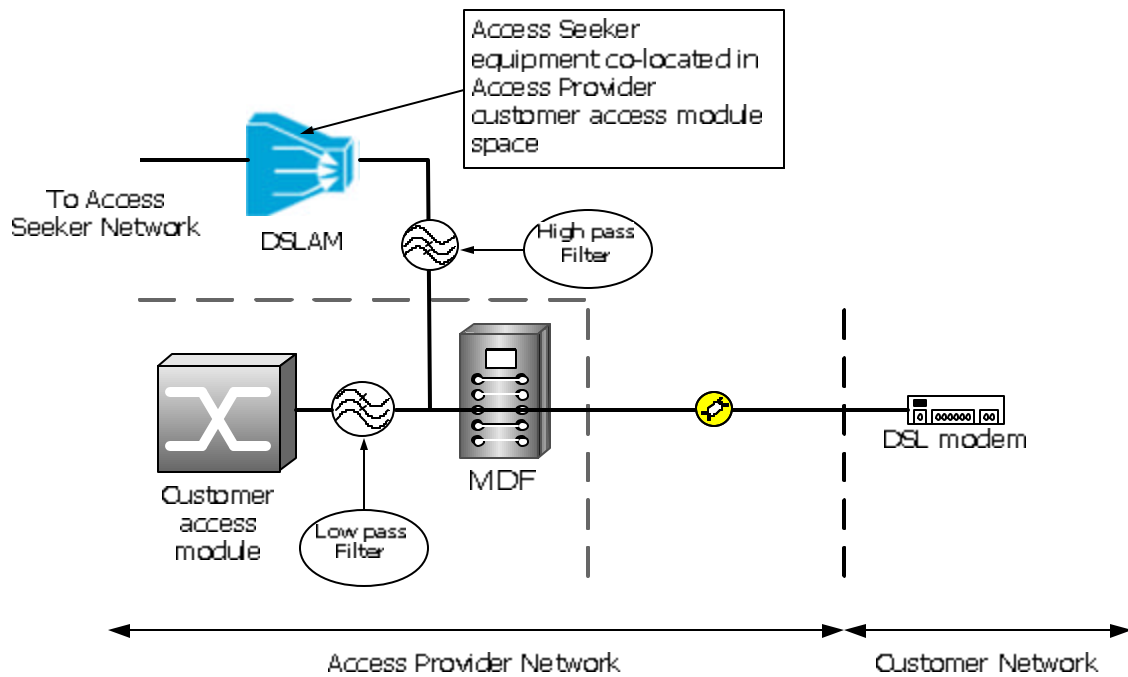 Access Seeker
equipment co-located in
Access Provider
customer access module
space
To Access
Seeker Network
DSLAM
High pass
Filter
MDF
DSL modem
Customer
access
module
Low pass
Filter
Access Provider Network
Customer Network